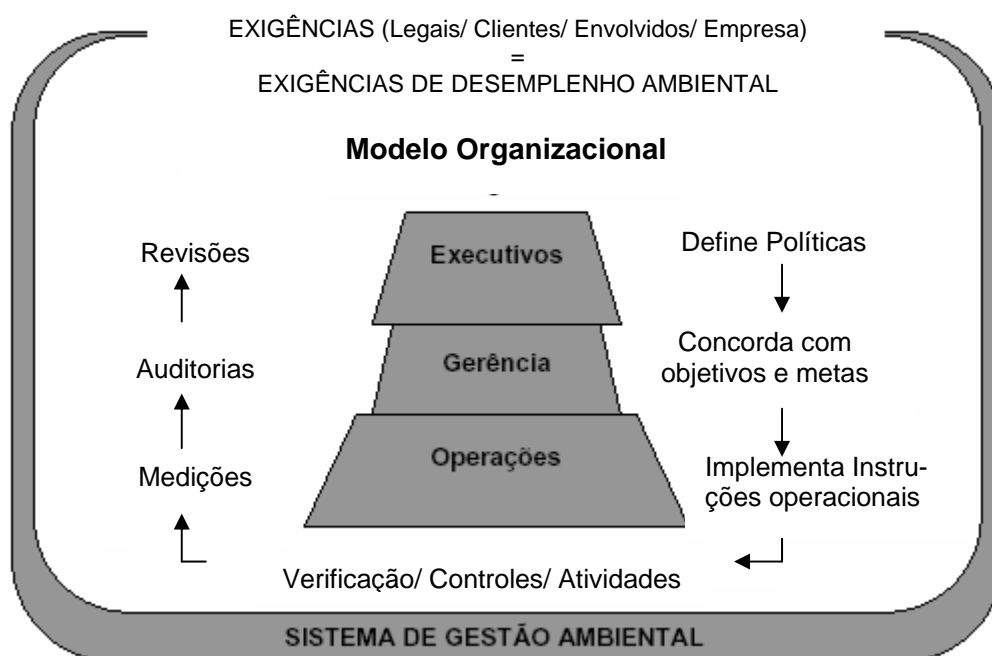 EXIGÊNCIAS (Legais/ Clientes/ Envolvidos/ Empresa)
=
EXIGÊNCIAS DE DESEMPLENHO AMBIENTAL
Modelo Organizacional
Revisões
Executivos
Define Políticas
Auditorias
Gerência
Concorda com
objetivos e metas
Medições
Operações
Implementa Instru-
ções operacionais
Verificação/ Controles/ Atividades
SISTEMA DE GESTÃO AMBIENTAL